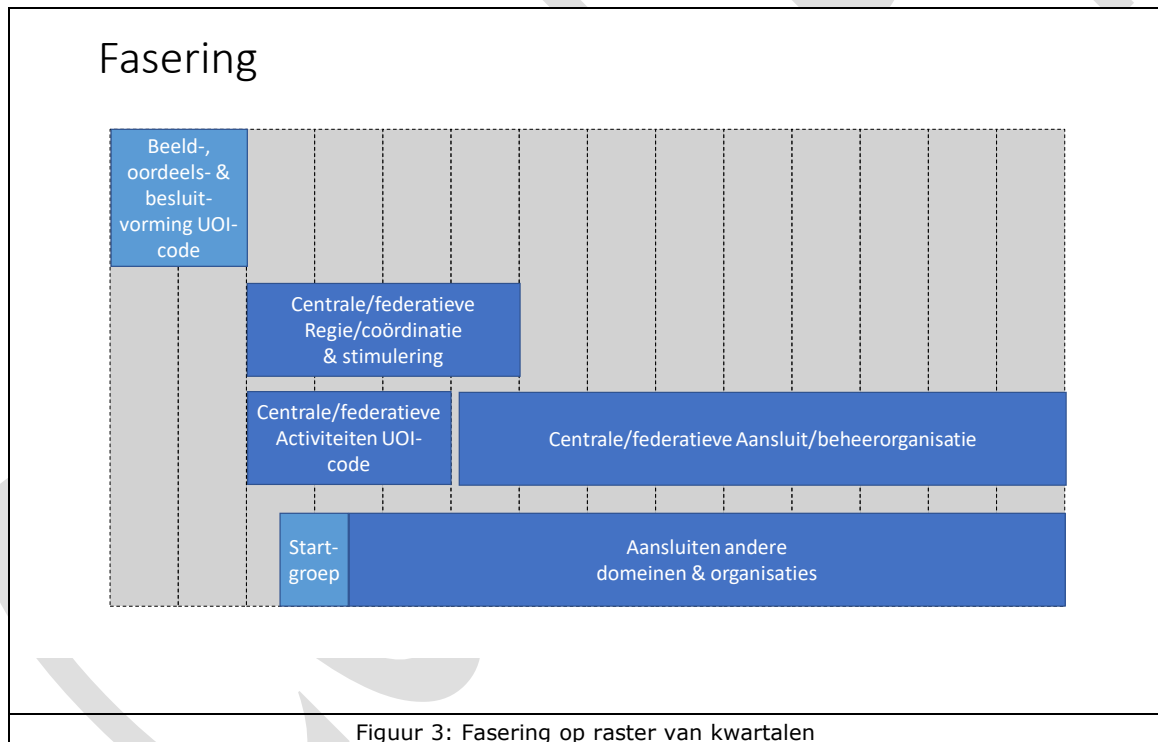 Fasering
Beeld-,
oordeels- &
besluit-
vorming UOI-
code
Centrale/federatieve
Regie/coördinatie
& stimulering
Centrale/federatieve
Activiteiten UOI-
code
Centrale/federatieve Aansluit/beheerorganisatie
Start-
groep
Aansluiten andere
domeinen & organisaties
Figuur 3: Fasering op raster van kwartalen